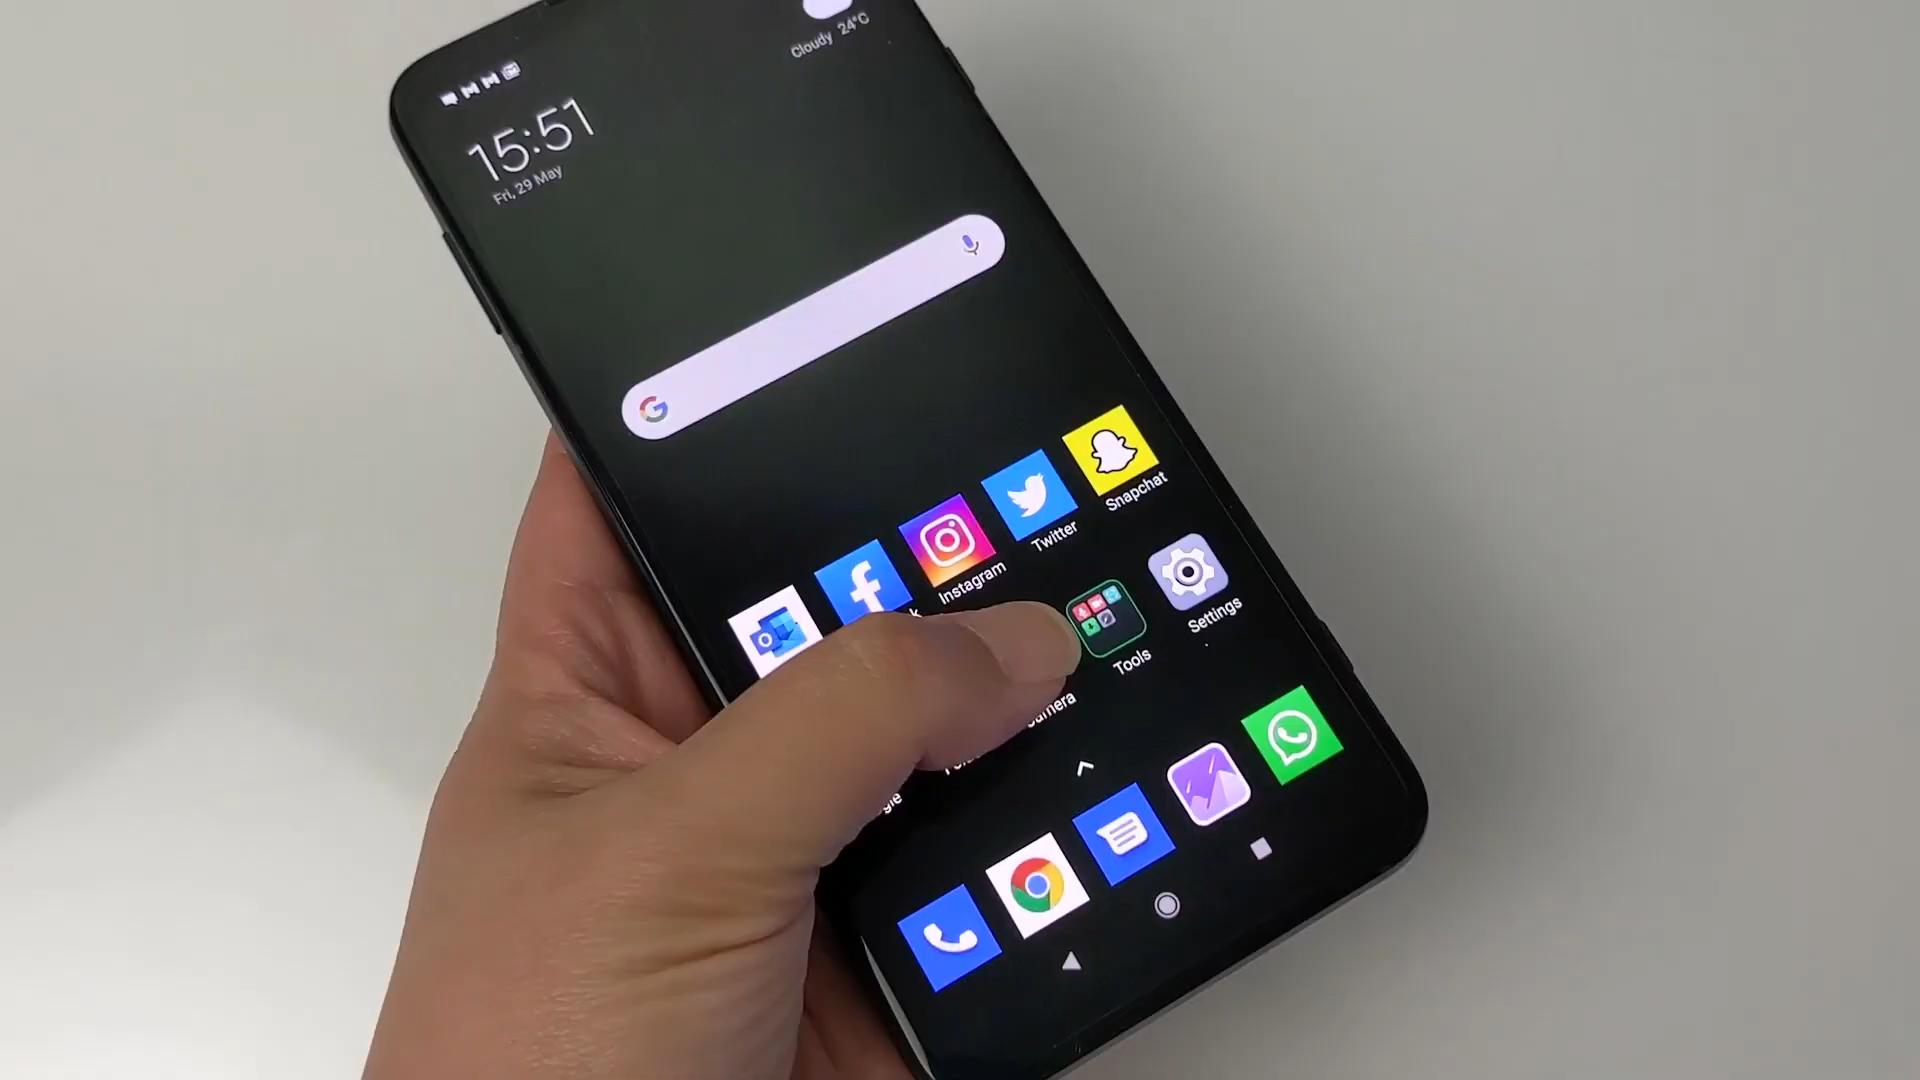 Cloudy 24°C
15:51
Fri, 29 May
Snapchat
Twitter
Instagram
Settings
Tools